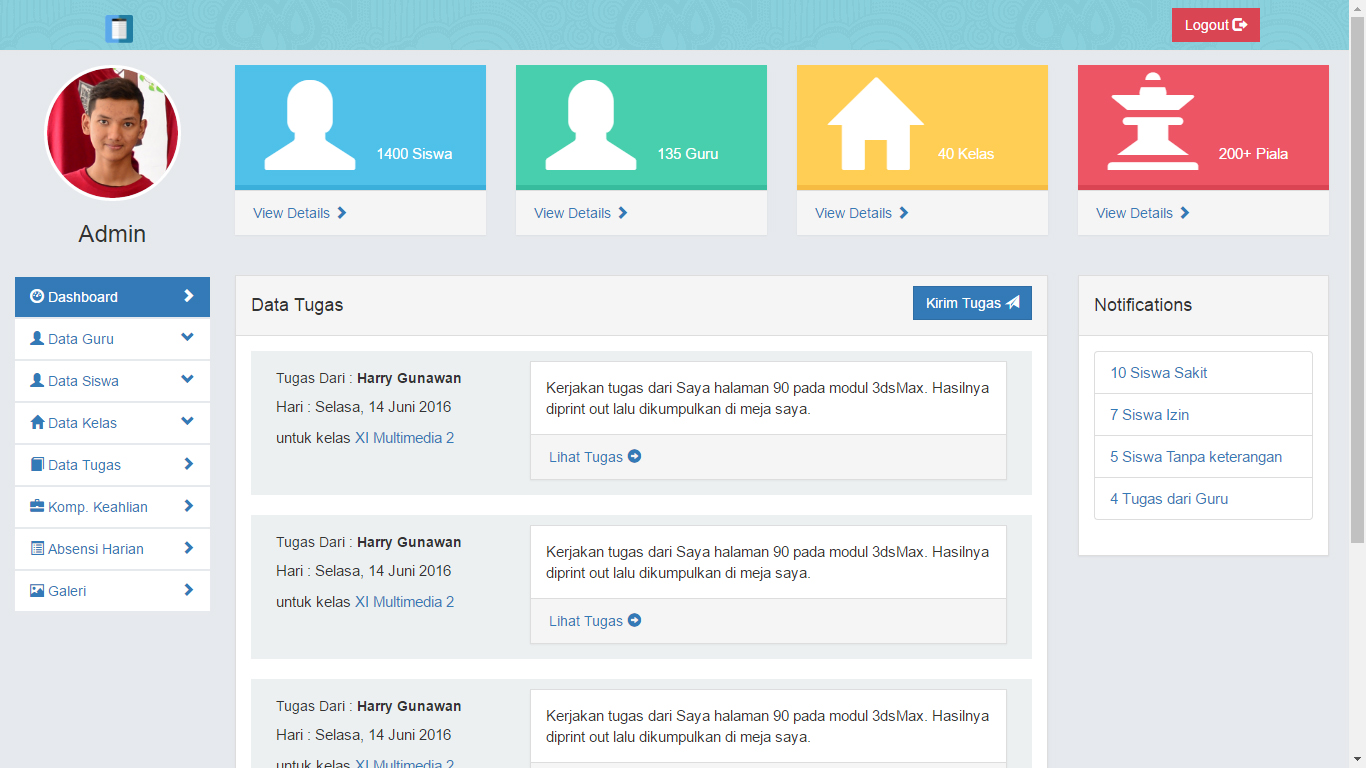 Logout
Admin
1400 Siswa
View Details
135 Guru
View Details
40 Kelas
View Details
200+ Piala
View Details
Dashboard
Data Guru
Data Siswa
Data Kelas
Data Tugas
Komp. Keahlian
Absensi Harian
Galeri
Data Tugas
Kirim Tugas
Tugas Dari : Harry Gunawan
Hari : Selasa, 14 Juni 2016
untuk kelas XI Multimedia 2
Kerjakan tugas dari Saya halaman 90 pada modul 3dsMax. Hasilnya
diprint out lalu dikumpulkan di meja saya.
Lihat Tugas
Tugas Dari : Harry Gunawan
Hari : Selasa, 14 Juni 2016
untuk kelas XI Multimedia 2
Kerjakan tugas dari Saya halaman 90 pada modul 3dsMax. Hasilnya
diprint out lalu dikumpulkan di meja saya.
Lihat Tugas
Tugas Dari : Harry Gunawan
Hari : Selasa, 14 Juni 2016
untuk kelas XI Multimedia 2
Kerjakan tugas dari Saya halaman 90 pada modul 3dsMax. Hasilnya
diprint out lalu dikumpulkan di meja saya.
Notifications
10 Siswa Sakit
7 Siswa Izin
5 Siswa Tanpa keterangan
4 Tugas dari Guru